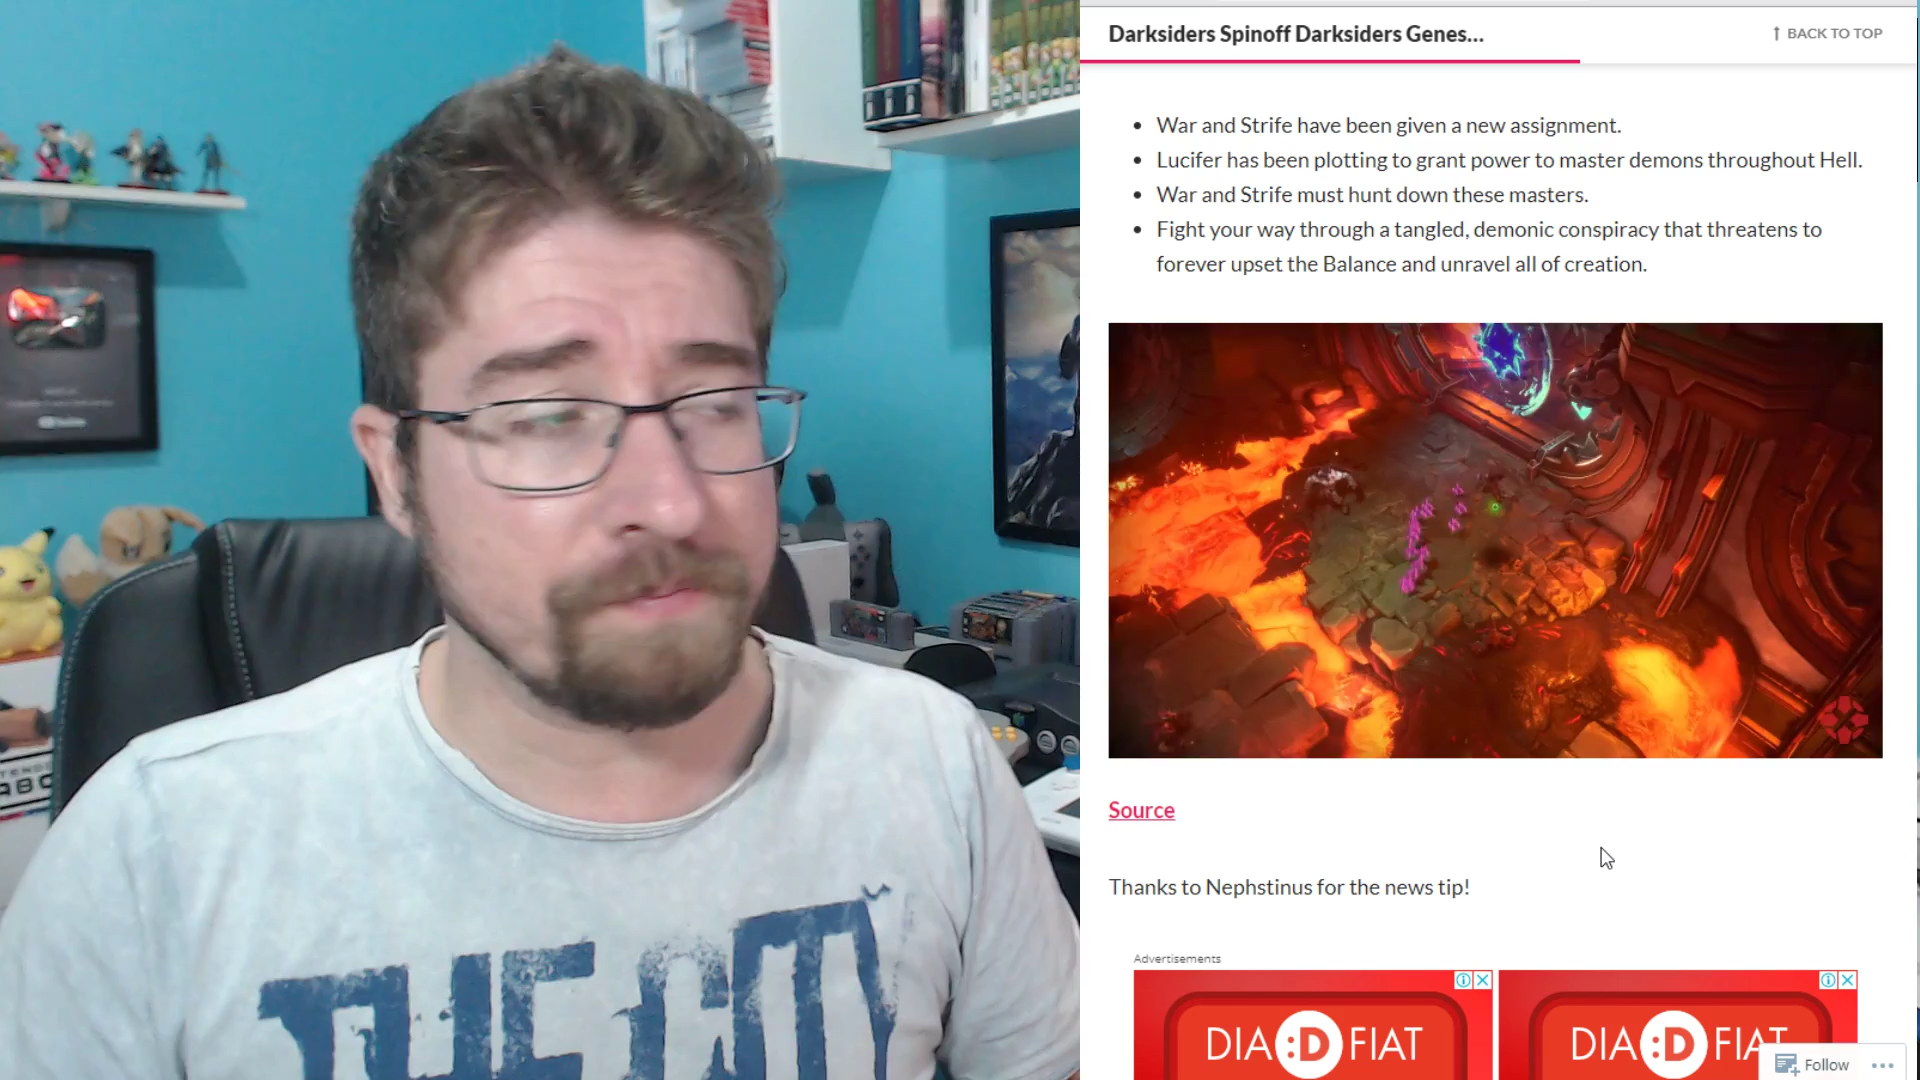 Darksiders Spinoff Darksiders Genes...
↑ BACK TO TOP
• War and Strife have been given a new assignment.
• Lucifer has been plotting to grant power to master demons throughout Hell.
• War and Strife must hunt down these masters.
• Fight your way through a tangled, demonic conspiracy that threatens to
forever upset the Balance and unravel all of creation.
Source
Thanks to Nephstinus for the news tip!
Advertisements
DIA :D FIAT
DIA :D FIAT
Follow
THE